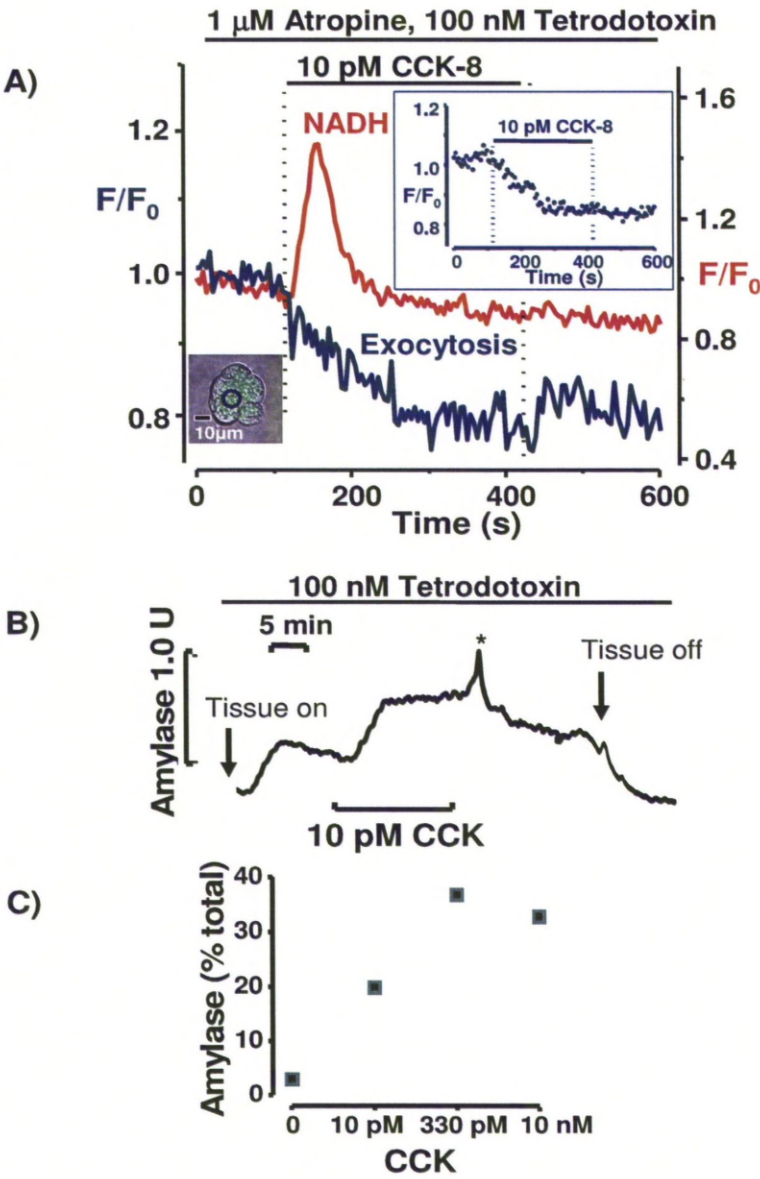 1 µM Atropine, 100 nM Tetrodotoxin
A)
10 pM CCK-8
NADH
F/F0
1.2
1.0
0.8
1.6
1.2
0.8
0.4
F/F0
1.2
1.0
0.8
F/F0
10 pM CCK-8
0 200 400 600
Time (s)
Exocytosis
10µm
0 200 400 600
Time (s)
100 nM Tetrodotoxin
B)
Amylase 1.0 U
5 min
*
Tissue on
Tissue off
10 pM CCK
C)
Amylase (% total)
40
30
20
10
0
0 10 pM 330 pM 10 nM
CCK